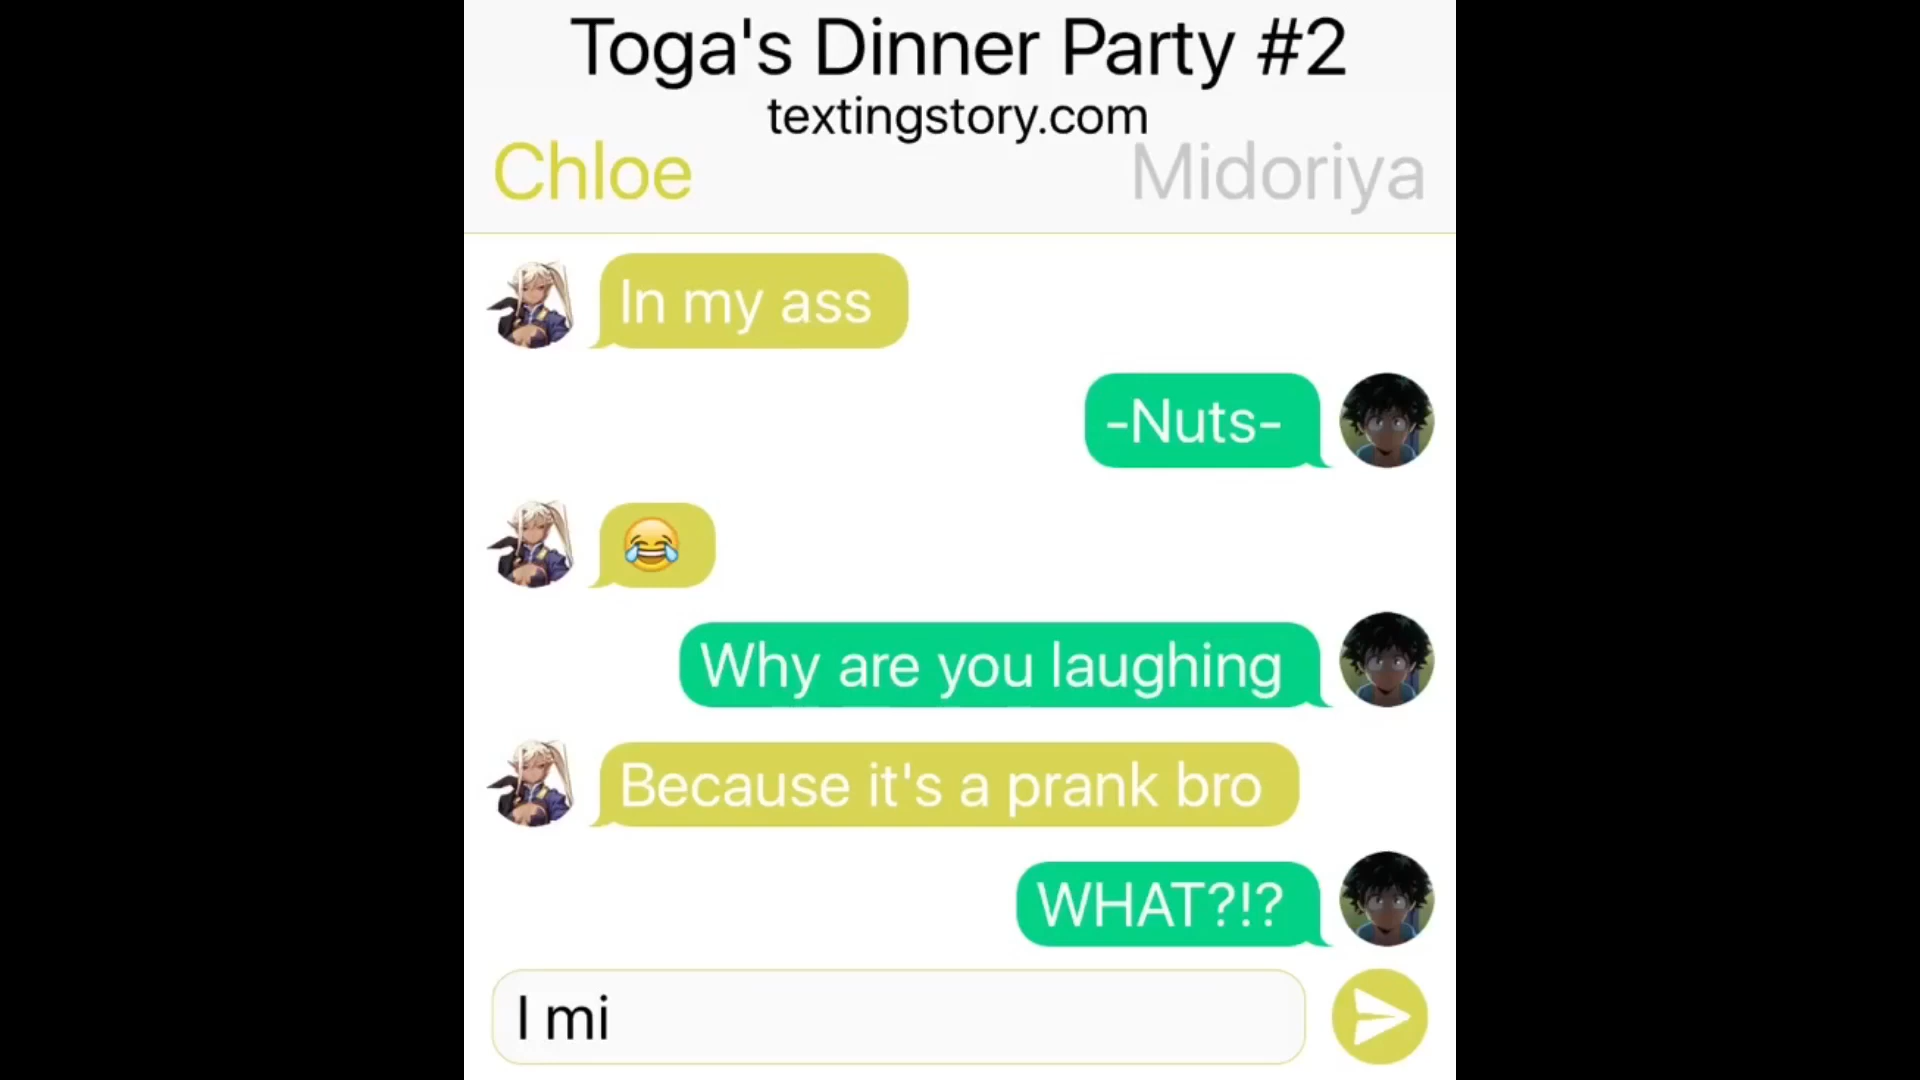 Toga's Dinner Party #2
textingstory.com
Chloe
Midoriya
In my ass
-Nuts-
😂
Why are you laughing
Because it's a prank bro
WHAT?!?
I mi